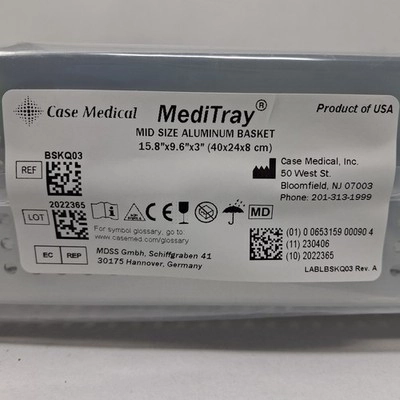 Case Medical
MediTray®
Product of USA
MID SIZE ALUMINUM BASKET
15.8"x9.6"x3" (40x24x8 cm)
REF
BSKQ03
LOT
2022365
For symbol glossary, go to:
www.casemed.com/glossary
EC REP
MDSS Gmbh, Schiffgraben 41
30175 Hannover, Germany
MD
Case Medical, Inc.
50 West St.
Bloomfield, NJ 07003
Phone: 201-313-1999
(01) 0 0653159 00090 4
(11) 230406
(10) 2022365
LABLBSKQ03 Rev. A